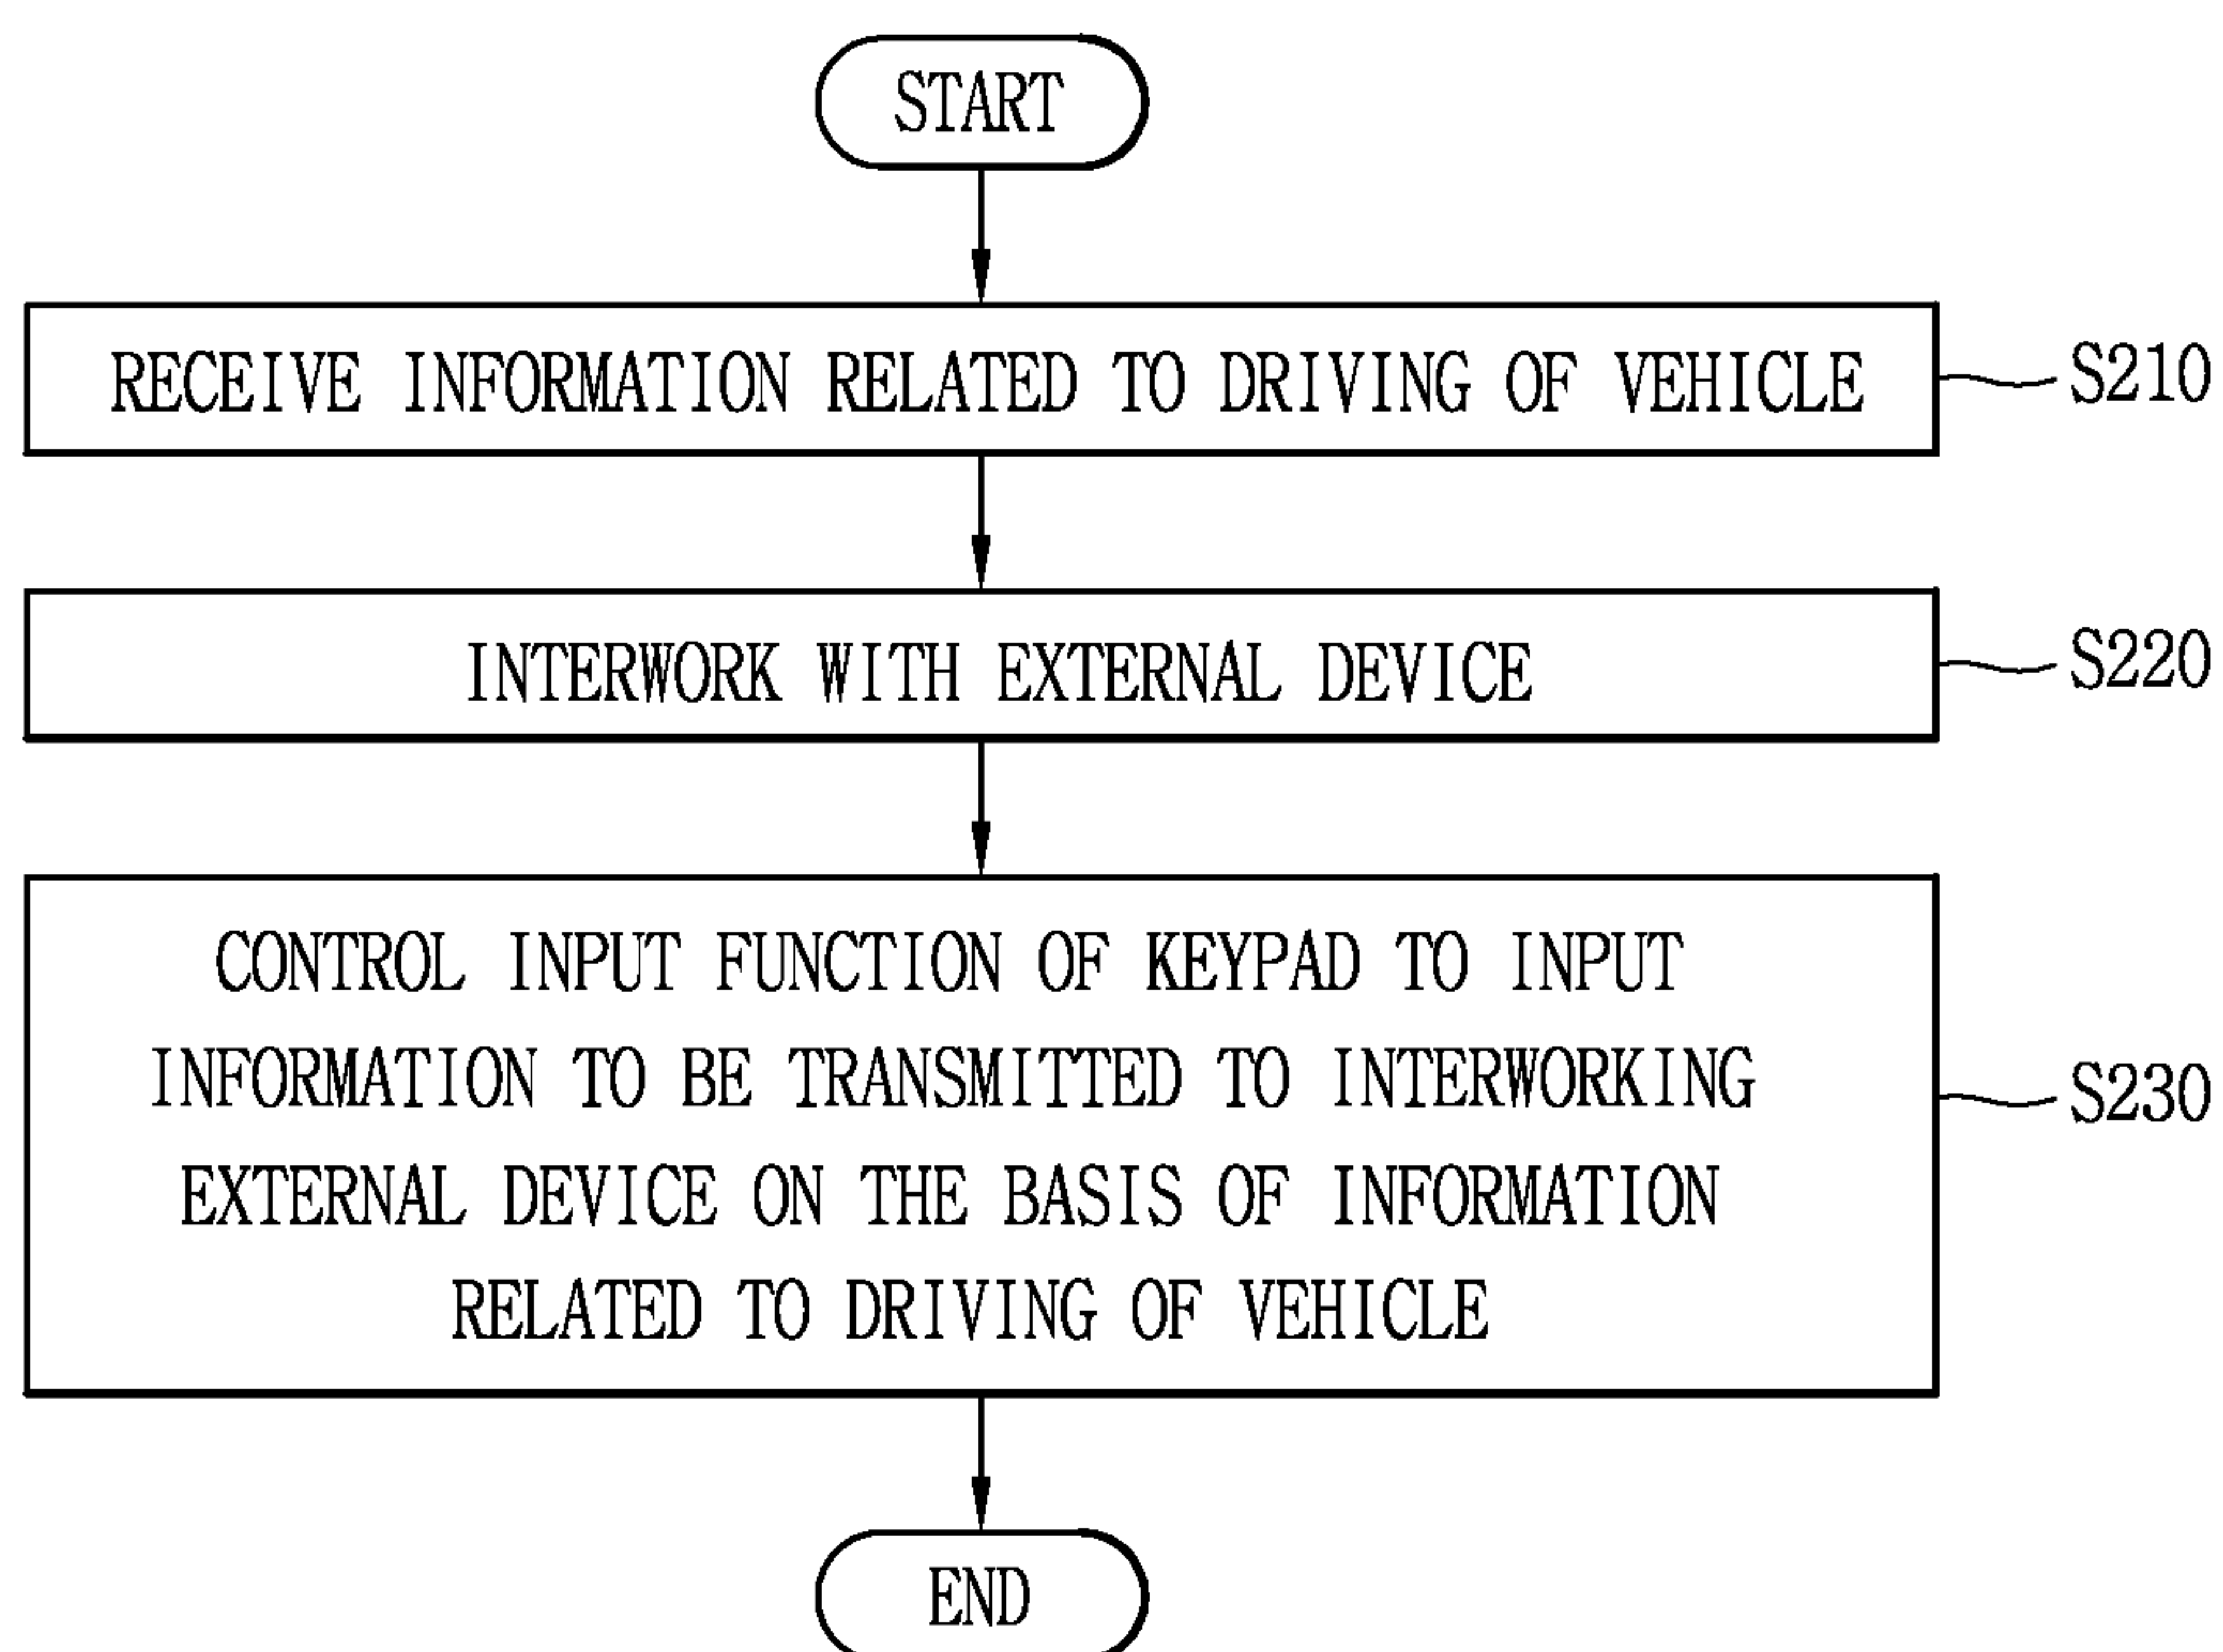 START
RECEIVE INFORMATION RELATED TO DRIVING OF VEHICLE
S210
INTERWORK WITH EXTERNAL DEVICE
S220
CONTROL INPUT FUNCTION OF KEYPAD TO INPUT
INFORMATION TO BE TRANSMITTED TO INTERWORKING
EXTERNAL DEVICE ON THE BASIS OF INFORMATION
RELATED TO DRIVING OF VEHICLE
S230
END